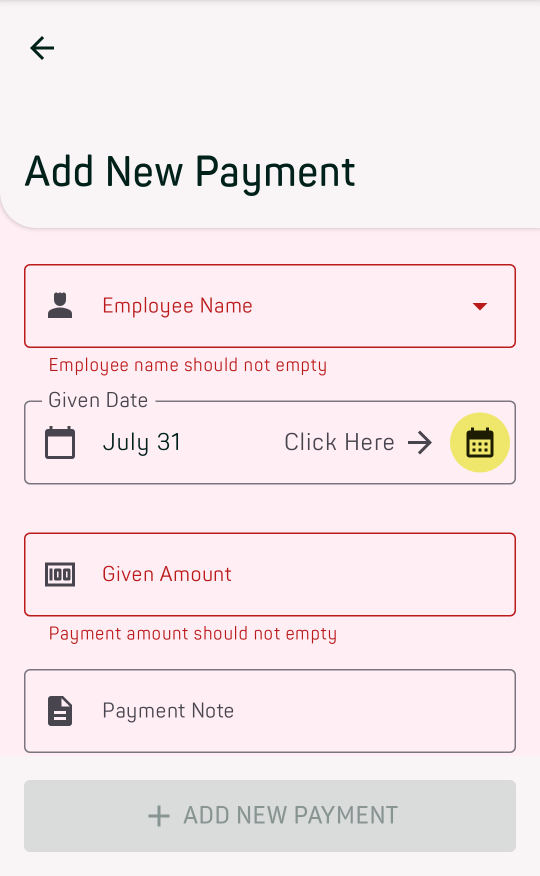 Add New Payment
Employee Name
Employee name should not empty
Given Date
July 31 Click Here
100 Given Amount
Payment amount should not empty
Payment Note
ADD NEW PAYMENT